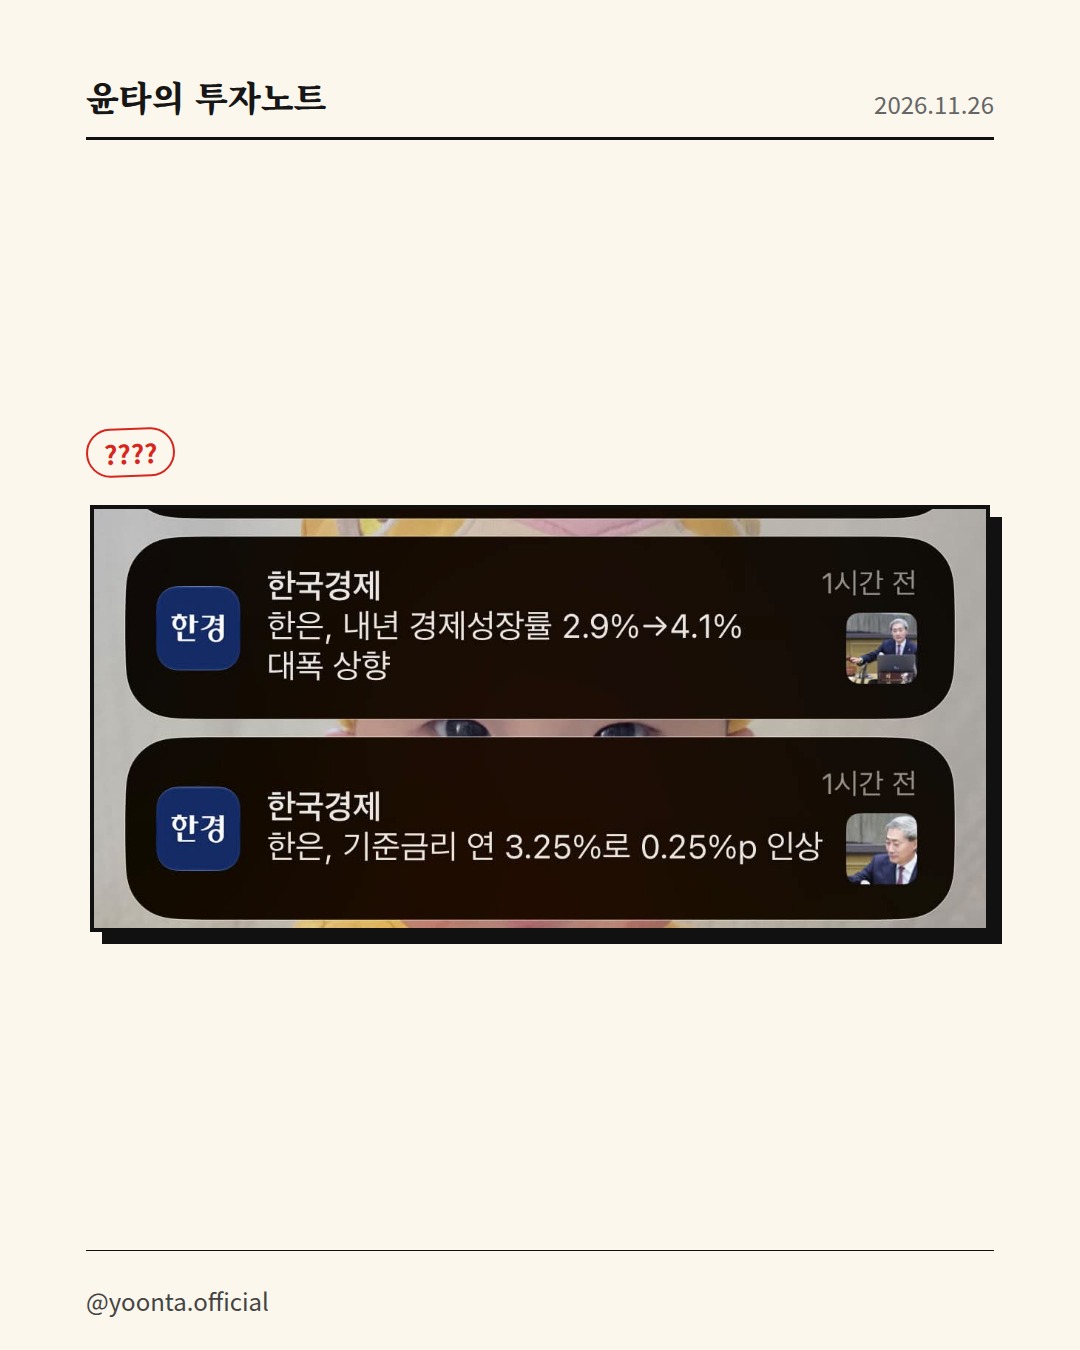 윤타의 투자노트
2026.11.26
????
한국경제
1시간 전
한경
한은, 내년 경제성장률 2.9%→4.1%
대폭 상향
한국경제
1시간 전
한경
한은, 기준금리 연 3.25%로 0.25%p 인상
@yoonta.official